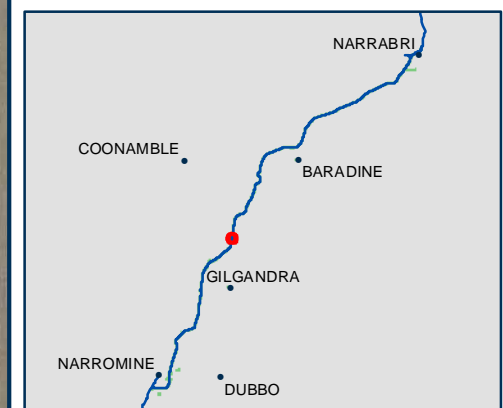 NARRABRI
COONAMBLE
BARADINE
GILGANDRA
NARROMINE
DUBBO